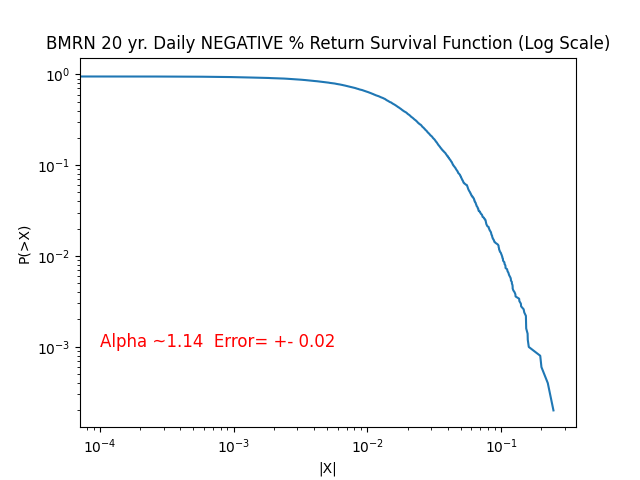 BMRN 20 yr. Daily NEGATIVE % Return Survival Function (Log Scale)
10⁰
10⁻¹
P(>X)
10⁻²
Alpha ~1.14  Error= +- 0.02
10⁻³
10⁻⁴ 10⁻³ 10⁻² 10⁻¹
|X|